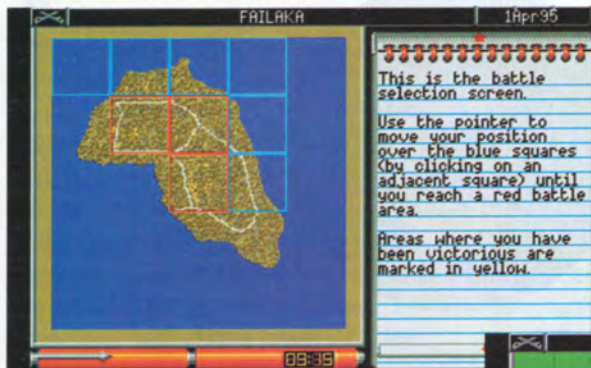 FAILAKA
1Apr95
This is the battle
selection screen.
Use the pointer to
move your position
over the blue squares
(by clicking on an
adjacent square) until
you reach a red battle
area.
Areas where you have
been victorious are
marked in yellow.
09:35